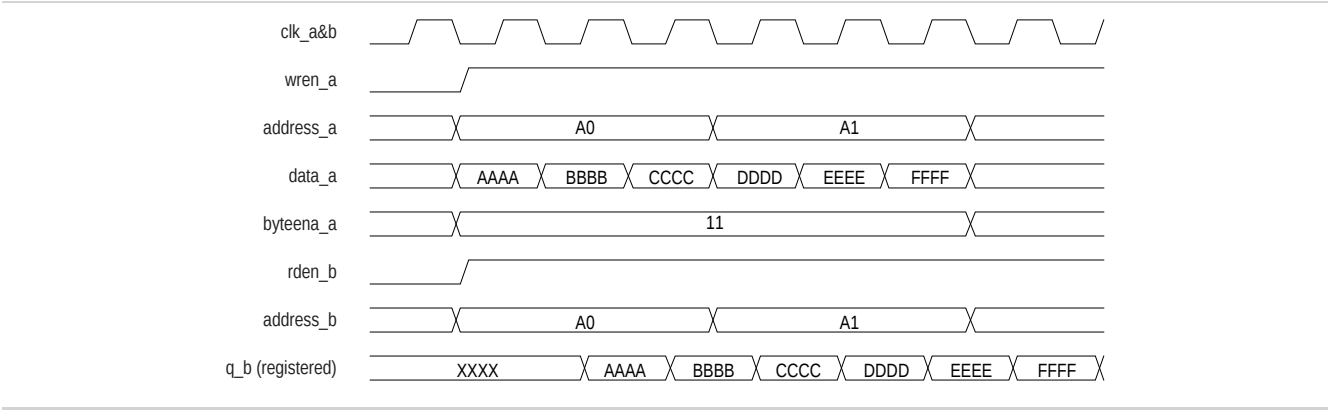 clk_a&b
wren_a
address_a A0 A1
data_a AAAA BBBB CCCC DDDD EEEE FFFF
byteena_a 11
rden_b
address_b A0 A1
q_b (registered) XXXX AAAA BBBB CCCC DDDD EEEE FFFF